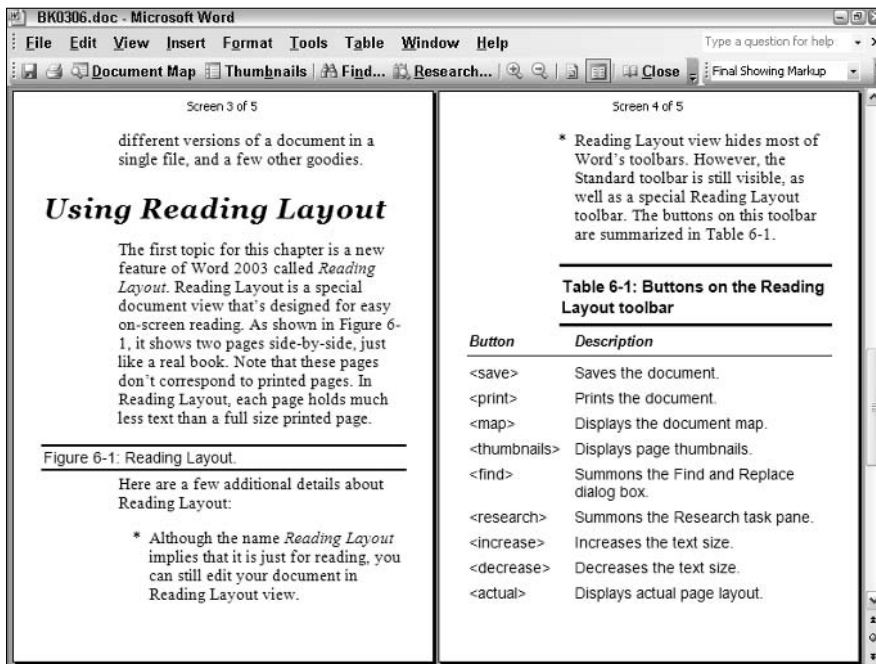 BK0306.doc - Microsoft Word
File Edit View Insert Format Tools Table Window Help
Type a question for help
Document Map Thumbnails Find... Research... Close Final Showing Markup
Screen 3 of 5
different versions of a document in a
single file, and a few other goodies.
Using Reading Layout
The first topic for this chapter is a new
feature of Word 2003 called Reading
Layout. Reading Layout is a special
document view that's designed for easy
on-screen reading. As shown in Figure 6-
1, it shows two pages side-by-side, just
like a real book. Note that these pages
don't correspond to printed pages. In
Reading Layout, each page holds much
less text than a full size printed page.
Figure 6-1: Reading Layout.
Here are a few additional details about
Reading Layout:
* Although the name Reading Layout
implies that it is just for reading, you
can still edit your document in
Reading Layout view.
Screen 4 of 5
* Reading Layout view hides most of
Word's toolbars. However, the
Standard toolbar is still visible, as
well as a special Reading Layout
toolbar. The buttons on this toolbar
are summarized in Table 6-1.
Table 6-1: Buttons on the Reading
Layout toolbar
Button Description
<save> Saves the document.
<print> Prints the document.
<map> Displays the document map.
<thumbnails> Displays page thumbnails.
<find> Summons the Find and Replace
dialog box.
<research> Summons the Research task pane.
<increase> Increases the text size.
<decrease> Decreases the text size.
<actual> Displays actual page layout.